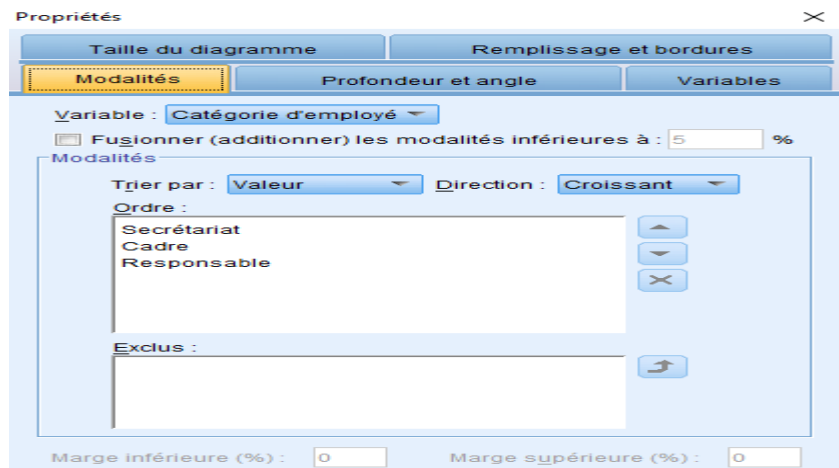 Propriétés
Taille du diagramme Remplissage et bordures
Modalités Profondeur et angle Variables
Variable : Catégorie d'employé
Fusionner (additionner) les modalités inférieures à : 5 %
Modalités
Trier par : Valeur Direction : Croissant
Ordre :
Secrétariat
Cadre
Responsable
Exclus :
Marge inférieure (%) : 0 Marge supérieure (%) : 0